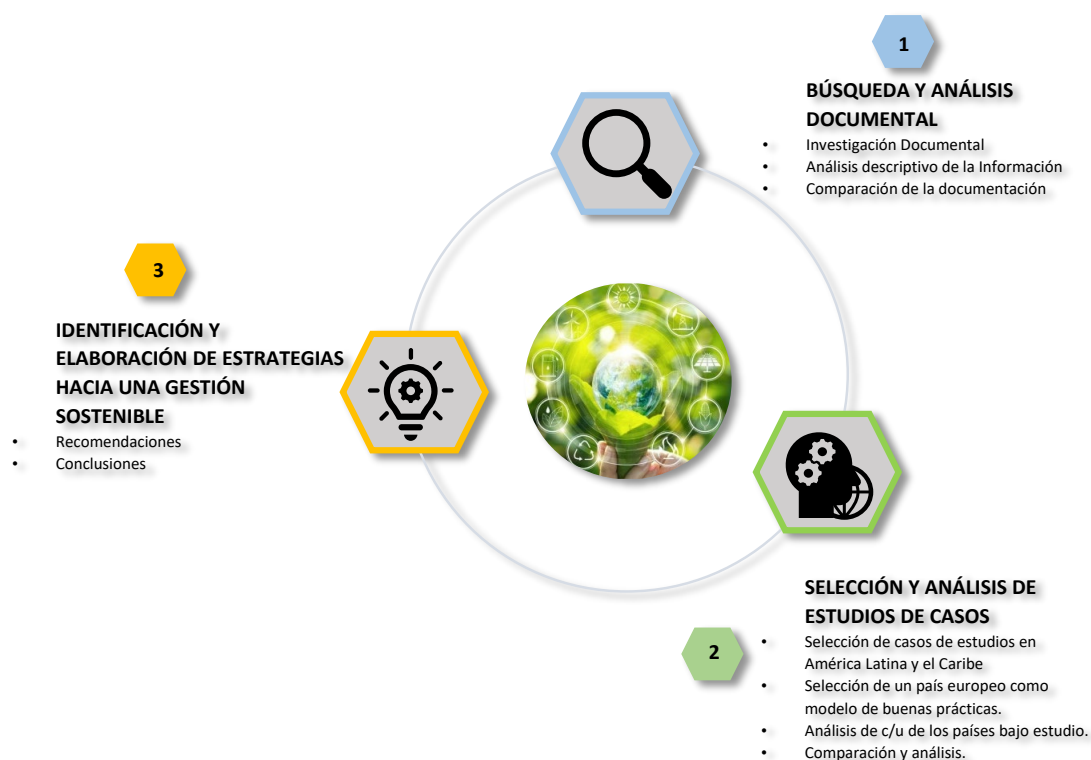 1
BÚSQUEDA Y ANÁLISIS
DOCUMENTAL
• Investigación Documental
• Análisis descriptivo de la Información
• Comparación de la documentación
2
SELECCIÓN Y ANÁLISIS DE
ESTUDIOS DE CASOS
• Selección de casos de estudios en
América Latina y el Caribe
• Selección de un país europeo como
modelo de buenas prácticas.
• Análisis de c/u de los países bajo estudio.
• Comparación y análisis.
3
IDENTIFICACIÓN Y
ELABORACIÓN DE ESTRATEGIAS
HACIA UNA GESTIÓN
SOSTENIBLE
• Recomendaciones
• Conclusiones